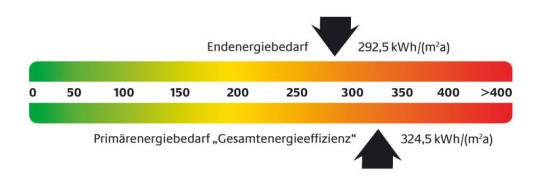 Endenergiebedarf 292,5 kWh/(m²a)
0 50 100 150 200 250 300 350 400 >400
Primärenergiebedarf „Gesamtenergieeffizienz“ 324,5 kWh/(m²a)